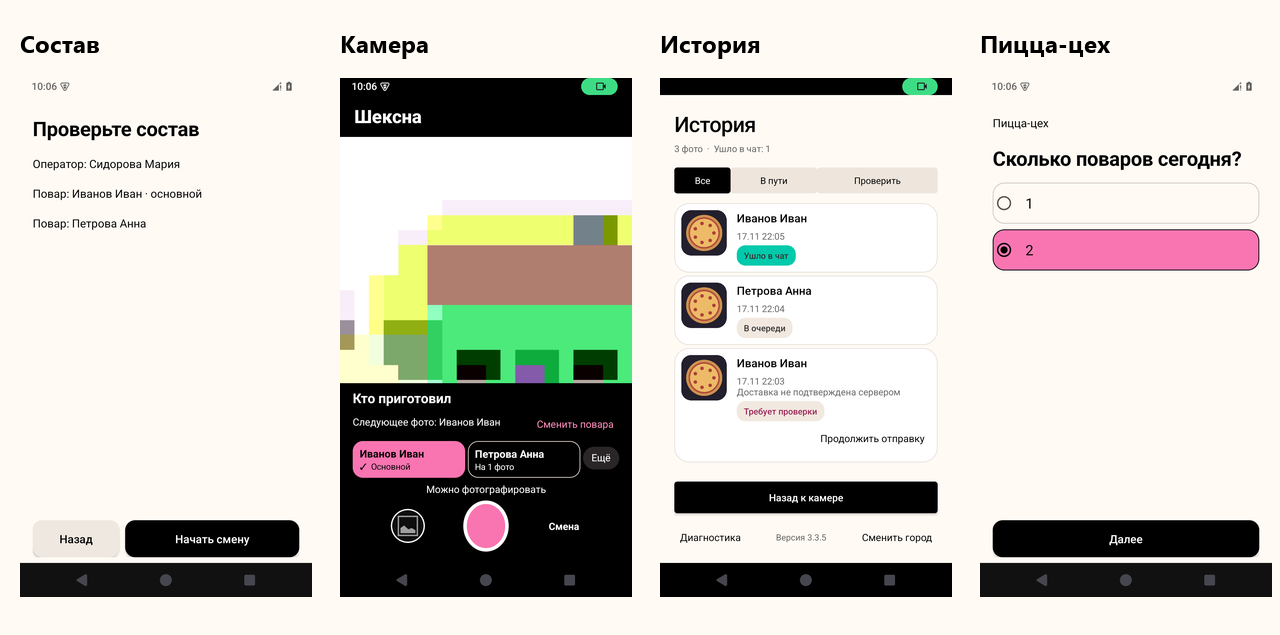 Состав
10:06
Проверьте состав
Оператор: Сидорова Мария
Повар: Иванов Иван · основной
Повар: Петрова Анна
Назад
Начать смену
Камера
10:06
Шексна
Кто приготовил
Следующее фото: Иванов Иван
Сменить повара
Иванов Иван
✓ Основной
Петрова Анна
На 1 фото
Ещё
Можно фотографировать
Смена
История
История
3 фото · Ушло в чат: 1
Все
В пути
Проверить
Иванов Иван
17.11 22:05
Ушло в чат
Петрова Анна
17.11 22:04
В очереди
Иванов Иван
17.11 22:03
Доставка не подтверждена сервером
Требует проверки
Продолжить отправку
Назад к камере
Диагностика
Версия 3.3.5
Сменить город
Пицца-цех
10:06
Пицца-цех
Сколько поваров сегодня?
1
2
Далее